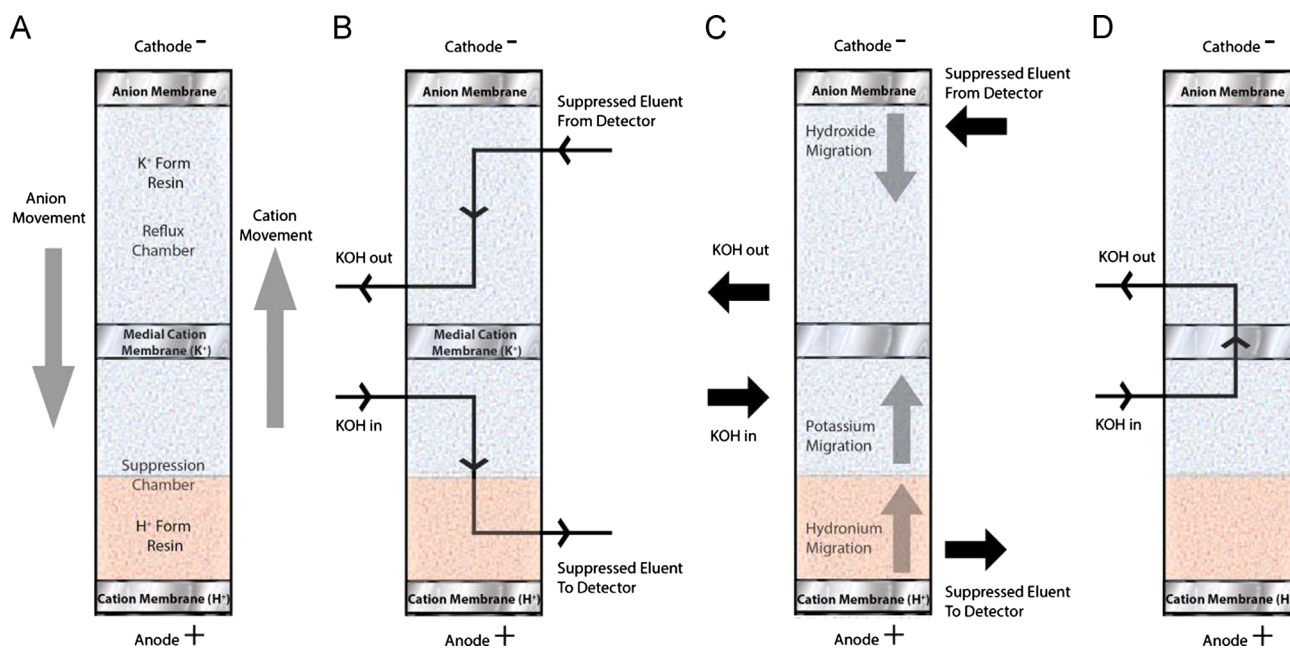 A
Cathode −
Anion Membrane
K⁺ Form
Resin
Anion
Movement
Reflux
Chamber
Cation
Movement
Medial Cation
Membrane (K⁺)
Suppression
Chamber
H⁺ Form
Resin
Cation Membrane (H⁺)
Anode +
B
Cathode −
Anion Membrane
Suppressed Eluent
From Detector
KOH out
Medial Cation
Membrane (K⁺)
KOH in
Suppressed Eluent
To Detector
Cation Membrane (H⁺)
Anode +
C
Cathode −
Anion Membrane
Suppressed Eluent
From Detector
Hydroxide
Migration
KOH out
KOH in
Potassium
Migration
Hydronium
Migration
Suppressed Eluent
To Detector
Cation Membrane (H⁺)
Anode +
D
Cathode −
Anion Membrane
KOH out
KOH in
Cation Membrane (H
Anode +